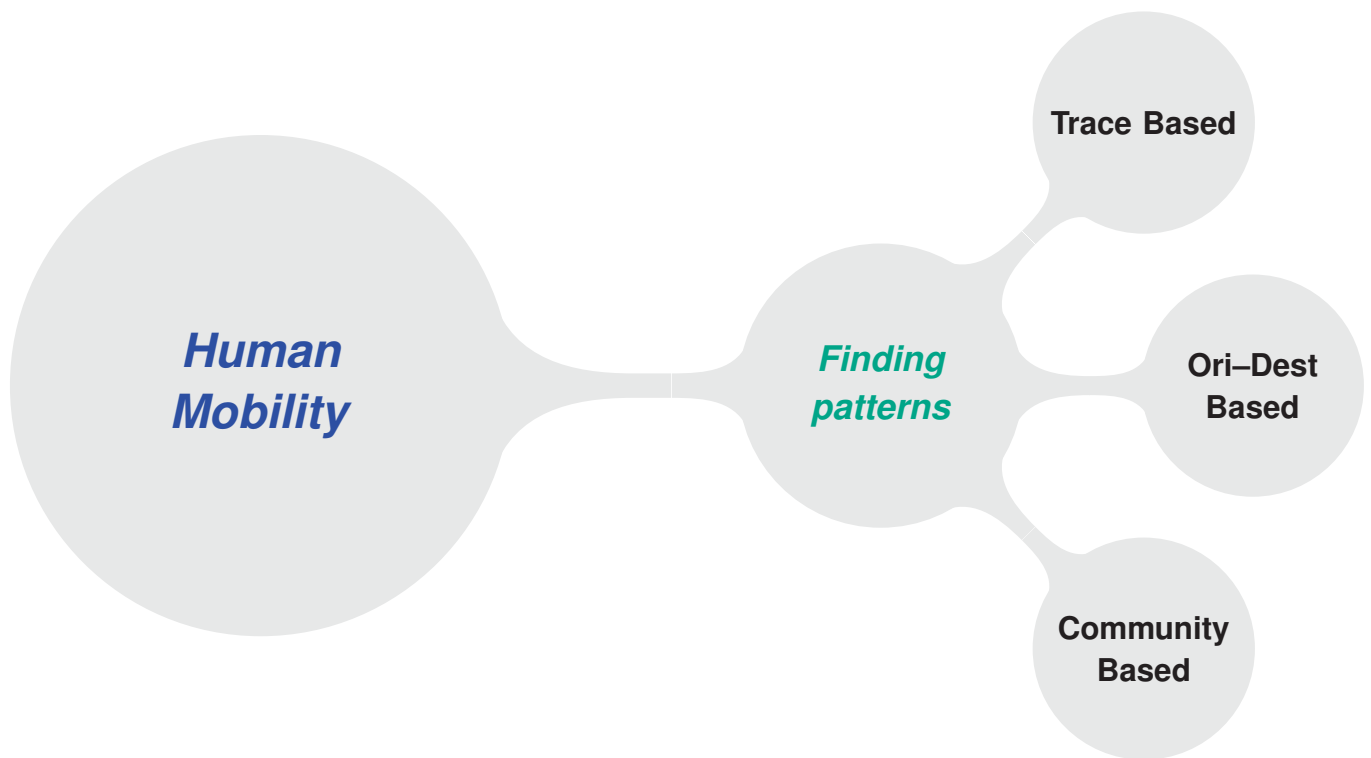 Human
Mobility
Finding
patterns
Trace Based
Ori–Dest
Based
Community
Based